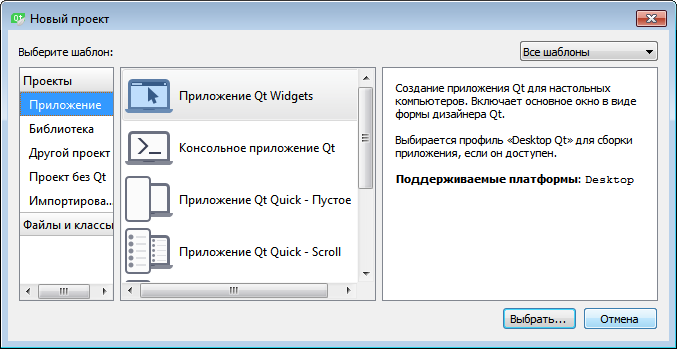 Новый проект
Выберите шаблон:
Все шаблоны
Проекты
Приложение
Библиотека
Другой проект
Проект без Qt
Импортирова...
Файлы и классы
Приложение Qt Widgets
Консольное приложение Qt
Приложение Qt Quick - Пустое
Приложение Qt Quick - Scroll
Создание приложения Qt для настольных
компьютеров. Включает основное окно в виде
формы дизайнера Qt.
Выбирается профиль «Desktop Qt» для сборки
приложения, если он доступен.
Поддерживаемые платформы: Desktop
Выбрать...
Отмена